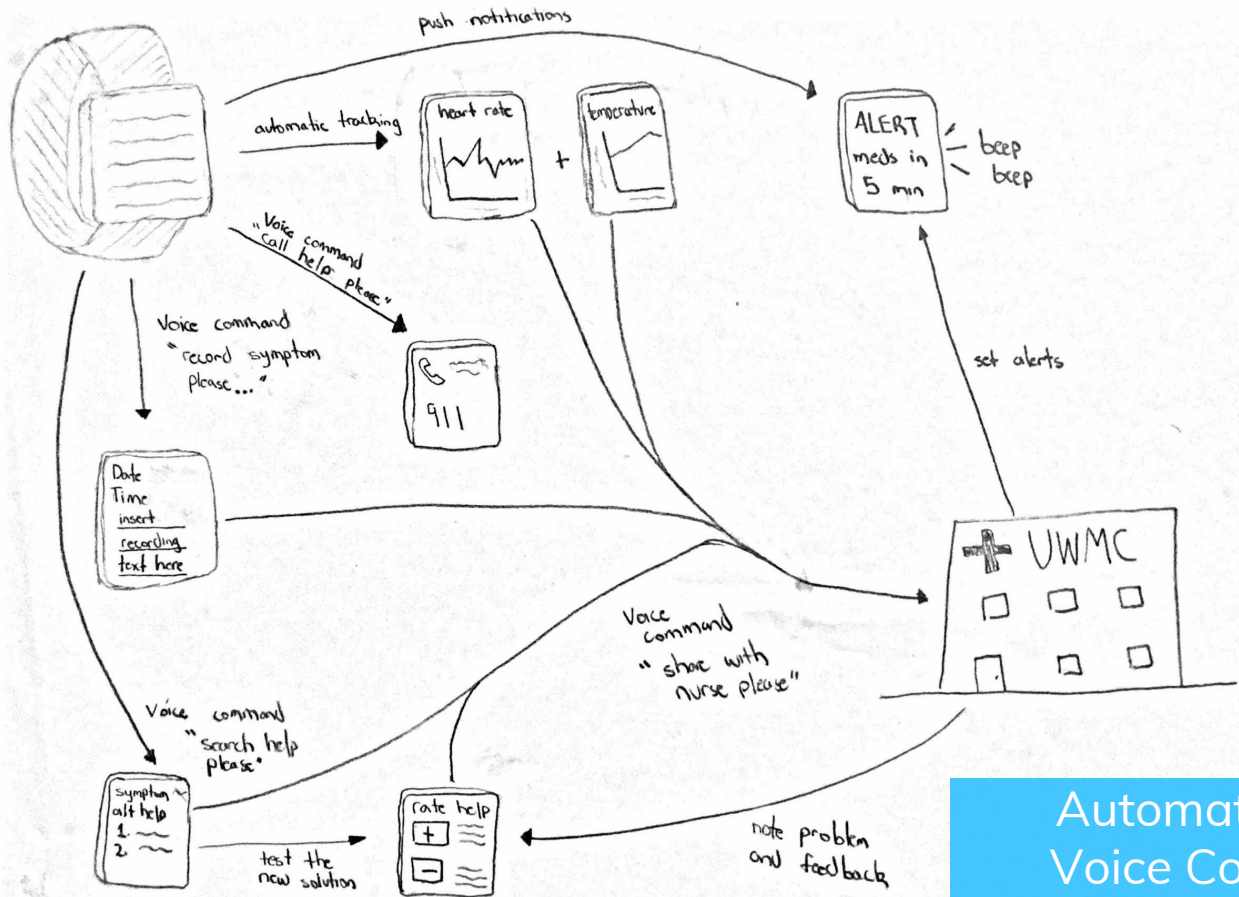 push notifications
automatic tracking
heart rate
+
temperature
ALERT
meds in
5 min
beep
beep
"Voice command
call help please"
Voice command
"record symptom
please..."
911
set alerts
Date
Time
insert
recording
text here
UWMC
Voice
command
"share with
nurse please"
Voice command
"search help
please"
symptom
alt help
1.
2.
test the
new solution
rate help
+
-
note problem
and feedback
Automat
Voice Co